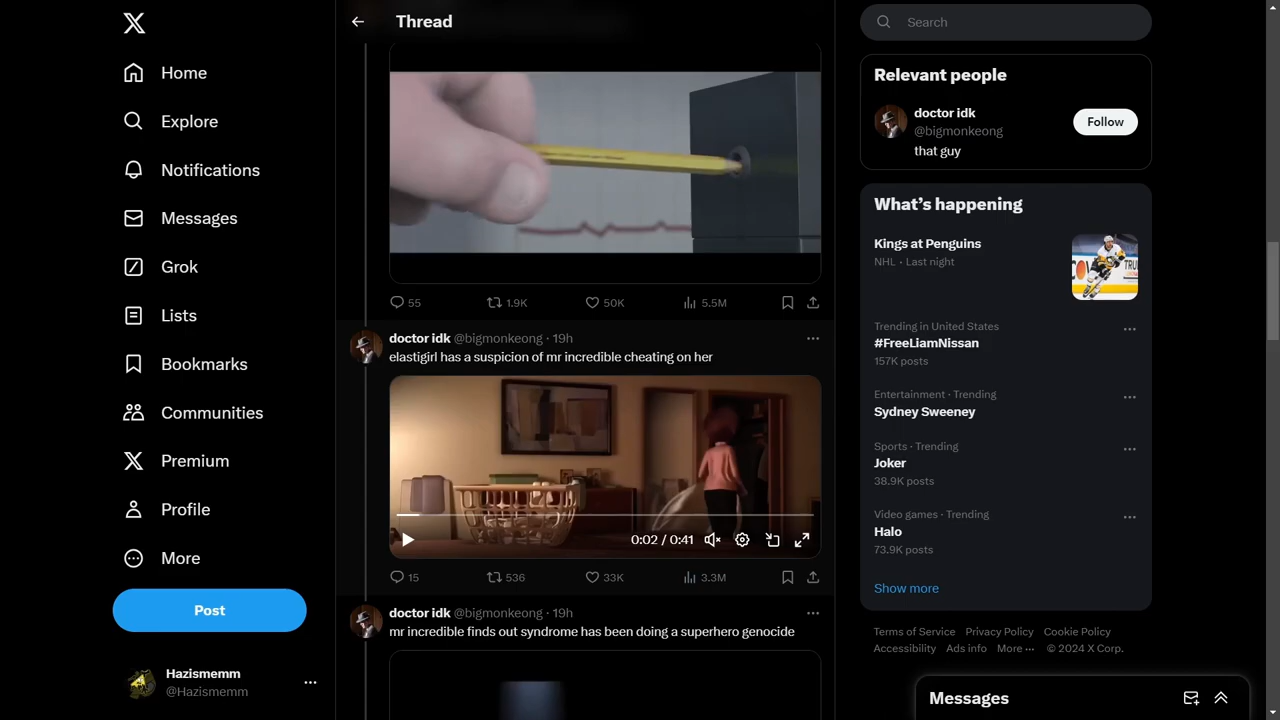 Home
Explore
Notifications
Messages
Grok
Lists
Bookmarks
Communities
Premium
Profile
More
Post
Hazismemm
@Hazismemm
Thread
55 1.9K 50K 5.5M
doctor idk @bigmonkeong · 19h
elastigirl has a suspicion of mr incredible cheating on her
0:02 / 0:41
15 536 33K 3.3M
doctor idk @bigmonkeong · 19h
mr incredible finds out syndrome has been doing a superhero genocide
Search
Relevant people
doctor idk
@bigmonkeong
Follow
that guy
What's happening
Kings at Penguins
NHL · Last night
Trending in United States
#FreeLiamNissan
157K posts
Entertainment · Trending
Sydney Sweeney
Sports · Trending
Joker
38.9K posts
Video games · Trending
Halo
73.9K posts
Show more
Terms of Service Privacy Policy Cookie Policy
Accessibility Ads info More ··· © 2024 X Corp.
Messages